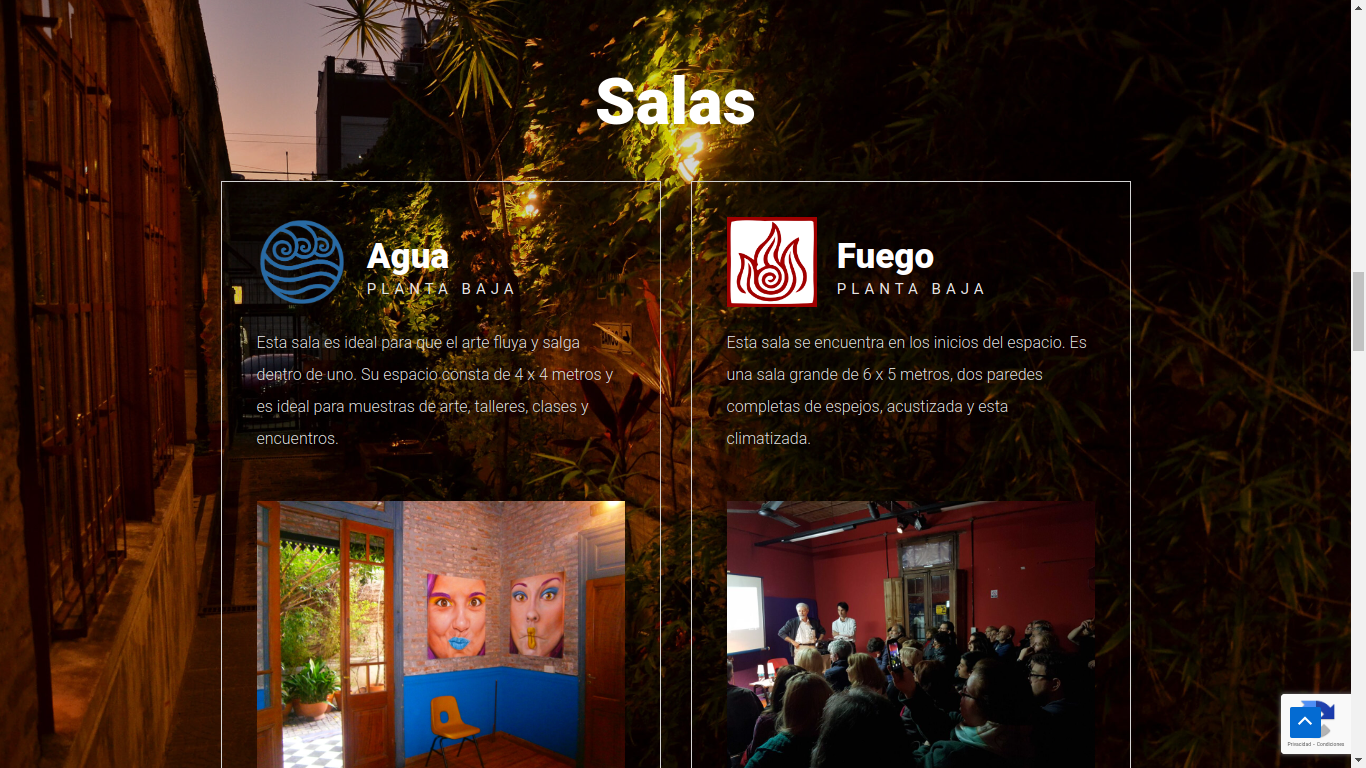 Salas
Agua
PLANTA BAJA
Esta sala es ideal para que el arte fluya y salga
dentro de uno. Su espacio consta de 4 x 4 metros y
es ideal para muestras de arte, talleres, clases y
encuentros.
Fuego
PLANTA BAJA
Esta sala se encuentra en los inicios del espacio. Es
una sala grande de 6 x 5 metros, dos paredes
completas de espejos, acustizada y esta
climatizada.
Privacidad - Condiciones